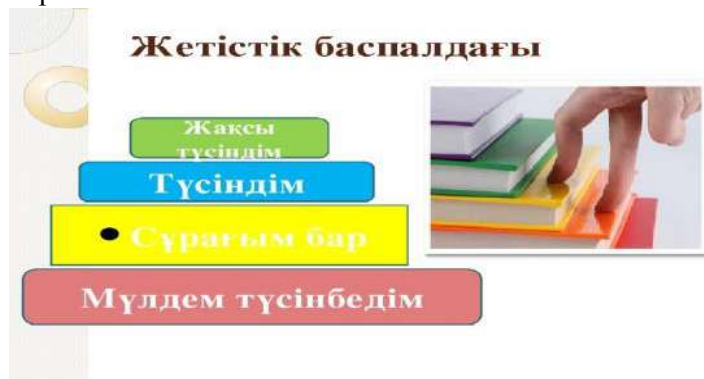 Жетістік баспалдағы
Жақсы
түсіндім
Түсіндім
• Сұрағым бар
Мүлдем түсінбедім